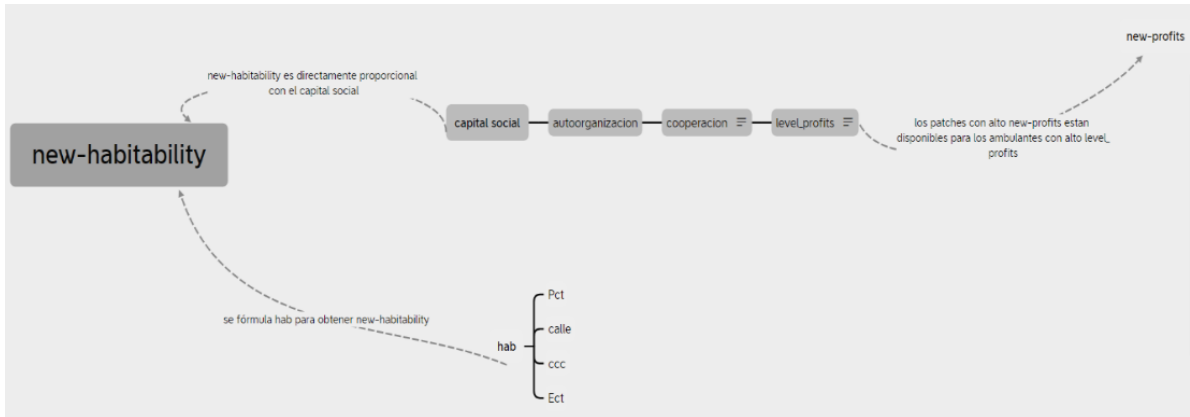 new-profits
new-habitability es directamente proporcional
con el capital social
capital social
autoorganizacion
cooperacion
level_profits
los patches con alto new-profits estan
disponibles para los ambulantes con alto level_
profits
new-habitability
se fórmula hab para obtener new-habitability
hab
Pct
calle
ccc
Ect